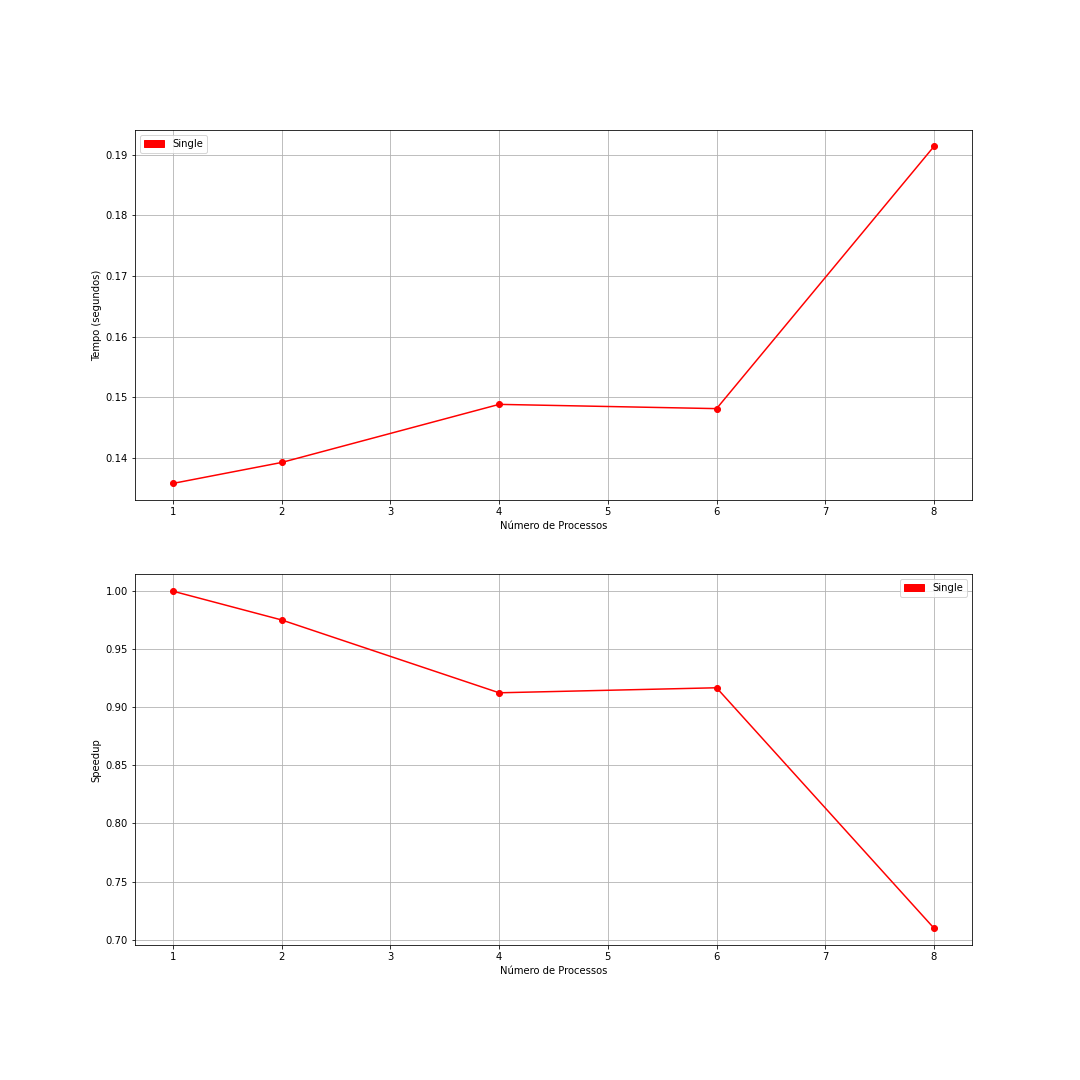 Single
0.19
0.18
0.17
0.16
0.15
0.14
Tempo (segundos)
1 2 3 4 5 6 7 8
Número de Processos
Single
1.00
0.95
0.90
0.85
0.80
0.75
0.70
Speedup
1 2 3 4 5 6 7 8
Número de Processos